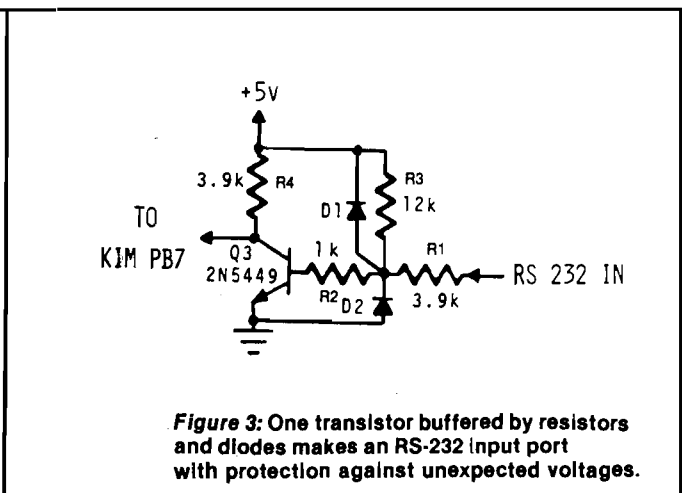 +5v
3.9k R4
R3
12k
D1
TO
KIM PB7
Q3
2N5449
1k
R2
D2
R1
3.9k
RS 232 IN
Figure 3: One transistor buffered by resistors
and diodes makes an RS-232 input port
with protection against unexpected voltages.